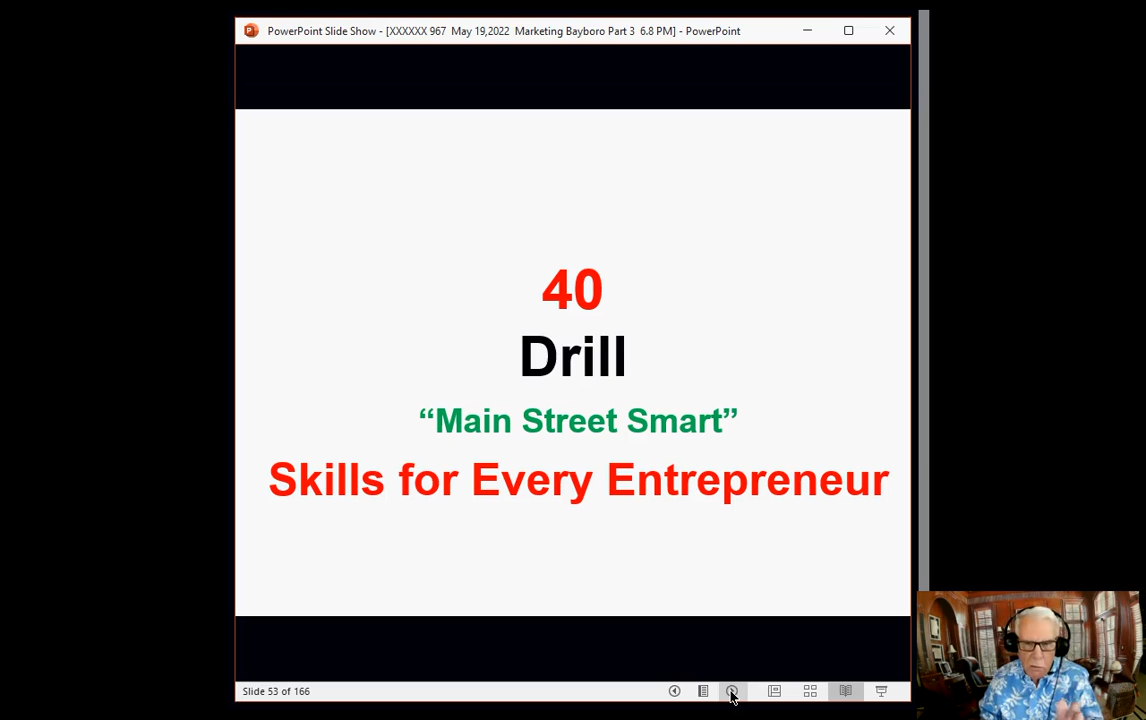 PowerPoint Slide Show - [XXXXXX 967 May 19,2022 Marketing Bayboro Part 3 6.8 PM] - PowerPoint
40
Drill
“Main Street Smart”
Skills for Every Entrepreneur
Slide 53 of 166